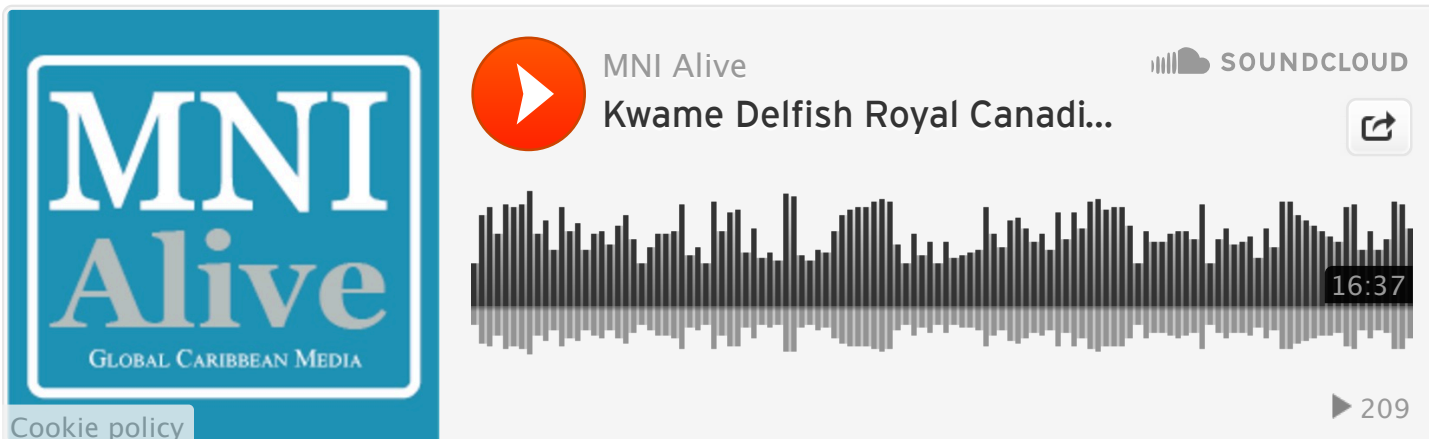 MNI
Alive
GLOBAL CARIBBEAN MEDIA
Cookie policy
MNI Alive
Kwame Delfish Royal Canadi...
SOUNDCLOUD
16:37
209